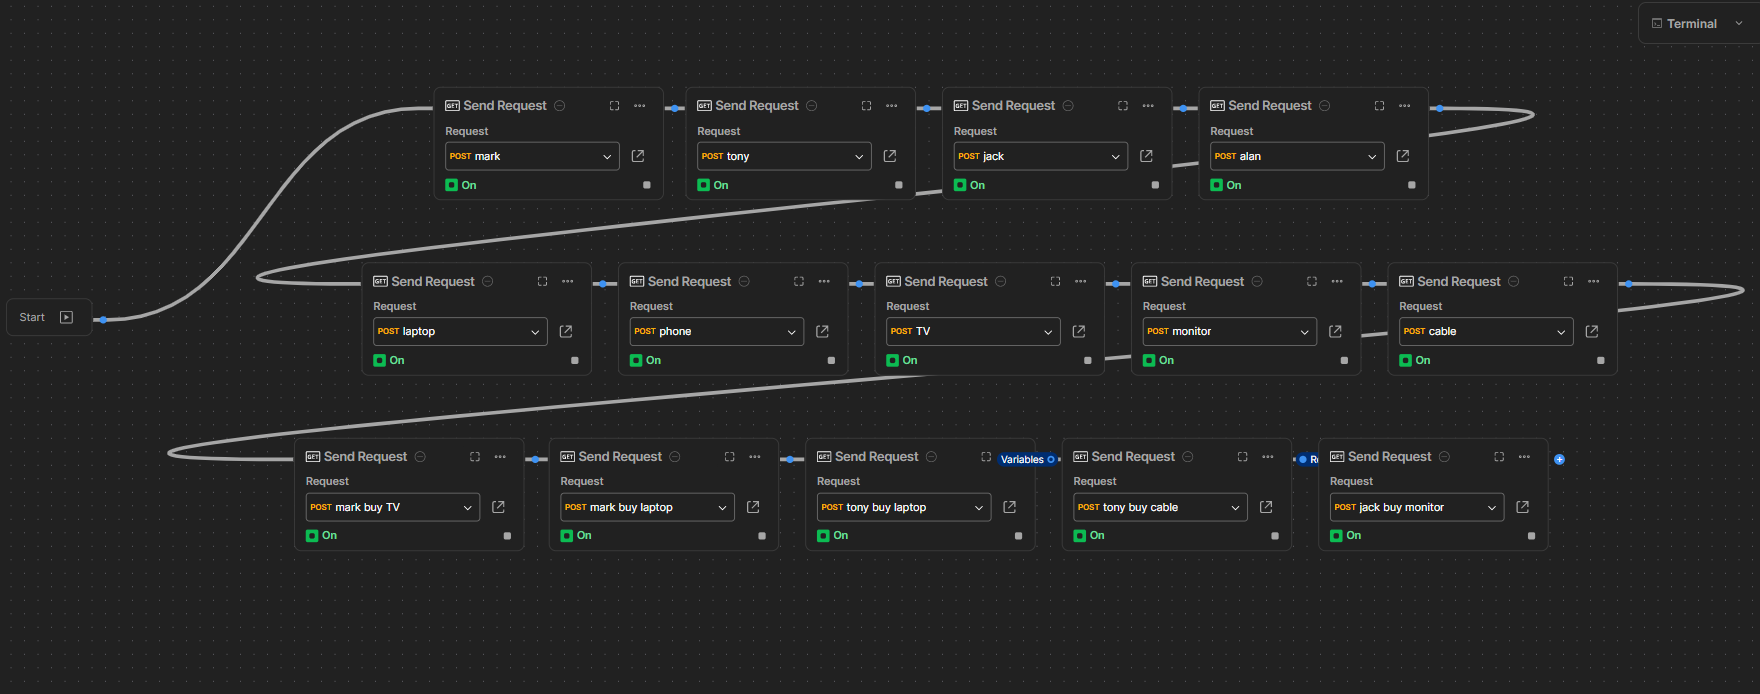 Terminal
GET Send Request
Request
POST mark
On
GET Send Request
Request
POST tony
On
GET Send Request
Request
POST jack
On
GET Send Request
Request
POST alan
On
Start
GET Send Request
Request
POST laptop
On
GET Send Request
Request
POST phone
On
GET Send Request
Request
POST TV
On
GET Send Request
Request
POST monitor
On
GET Send Request
Request
POST cable
On
GET Send Request
Request
POST mark buy TV
On
GET Send Request
Request
POST mark buy laptop
On
GET Send Request
Variables
Request
POST tony buy laptop
On
GET Send Request
Request
POST tony buy cable
On
GET Send Request
Request
POST jack buy monitor
On